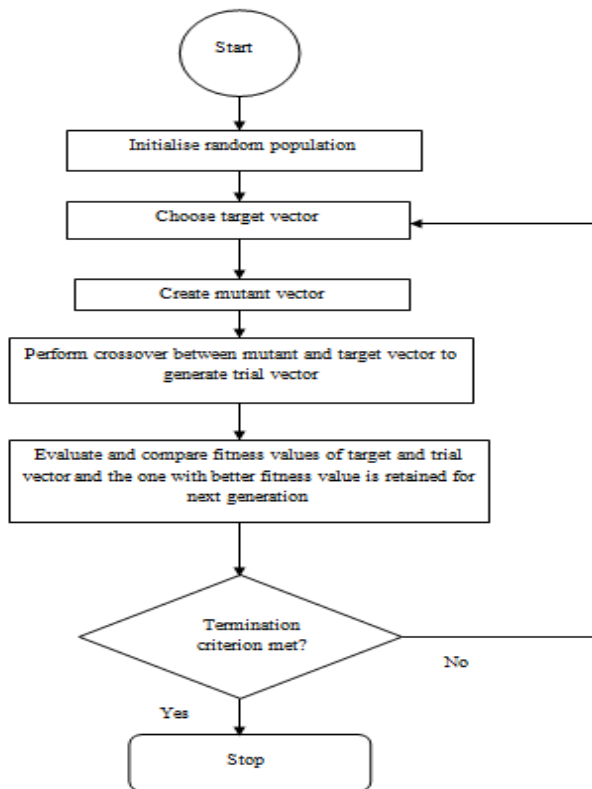 Start
Initialise random population
Choose target vector
Create mutant vector
Perform crossover between mutant and target vector to
generate trial vector
Evaluate and compare fitness values of target and trial
vector and the one with better fitness value is retained for
next generation
Termination
criterion met?
No
Yes
Stop